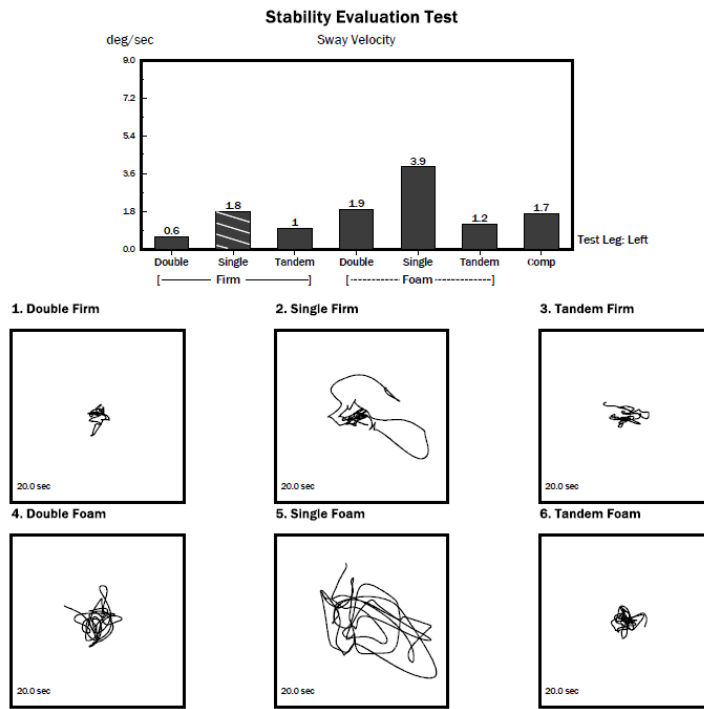 Stability Evaluation Test
deg/sec Sway Velocity
9.0
7.2
5.4
3.6
1.8
0.0
0.6 1.8 1 1.9 3.9 1.2 1.7
Test Leg: Left
Double Single Tandem Double Single Tandem Comp
[——— Firm ———] [----------- Foam -----------]
1. Double Firm 2. Single Firm 3. Tandem Firm
20.0 sec 20.0 sec 20.0 sec
4. Double Foam 5. Single Foam 6. Tandem Foam
20.0 sec 20.0 sec 20.0 sec